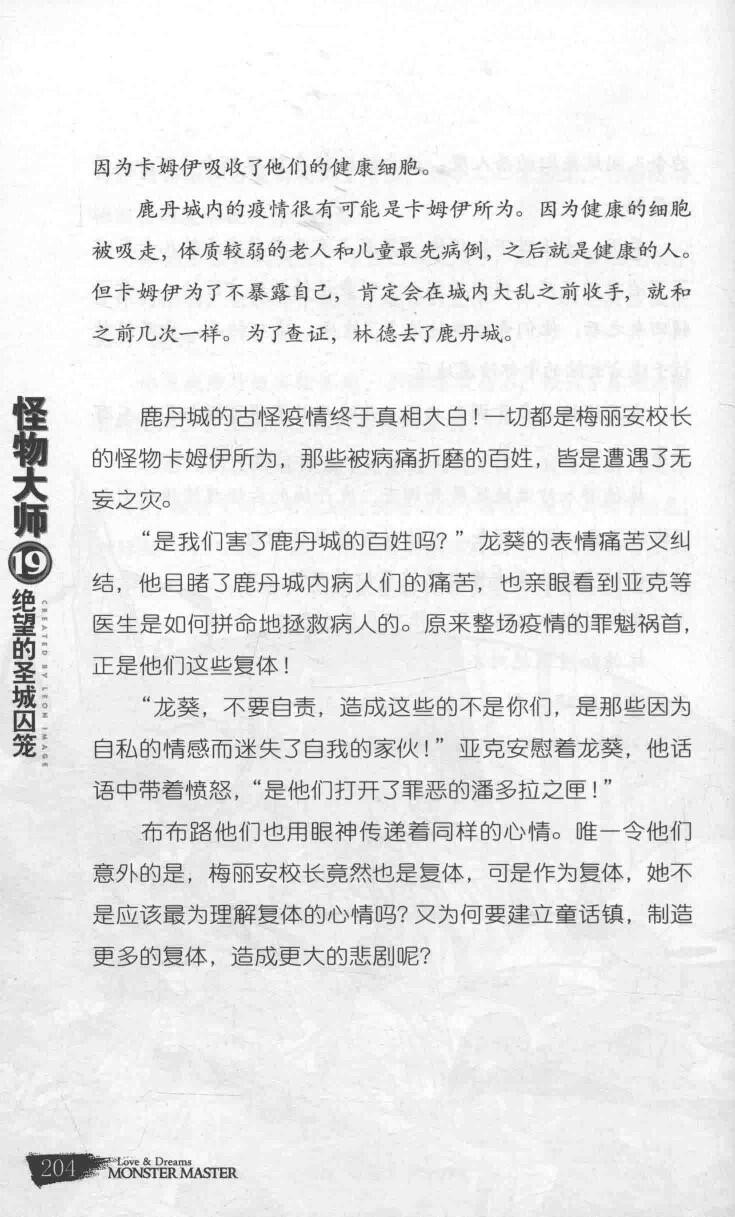 因为卡姆伊吸收了他们的健康细胞。
鹿丹城内的疫情很有可能是卡姆伊所为。因为健康的细胞
被吸走，体质较弱的老人和儿童最先病倒，之后就是健康的人。
但卡姆伊为了不暴露自己，肯定会在城内大乱之前收手，就和
之前几次一样。为了查证，林德去了鹿丹城。
鹿丹城的古怪疫情终于真相大白！一切都是梅丽安校长
的怪物卡姆伊所为，那些被病痛折磨的百姓，皆是遭遇了无
妄之灾。
“是我们害了鹿丹城的百姓吗？”龙葵的表情痛苦又纠
结，他目睹了鹿丹城内病人们的痛苦，也亲眼看到亚克等
医生是如何拼命地拯救病人的。原来整场疫情的罪魁祸首，
正是他们这些复体！
“龙葵，不要自责，造成这些的不是你们，是那些因为
自私的情感而迷失了自我的家伙！”亚克安慰着龙葵，他话
语中带着愤怒，“是他们打开了罪恶的潘多拉之匣！”
布布路他们也用眼神传递着同样的心情。唯一令他们
意外的是，梅丽安校长竟然也是复体，可是作为复体，她不
是应该最为理解复体的心情吗？又为何要建立童话镇，制造
更多的复体，造成更大的悲剧呢？
怪物大师
19
绝望的圣城囚笼
CREATED BY LEON IMAGE
204
Love & Dreams
MONSTER MASTER